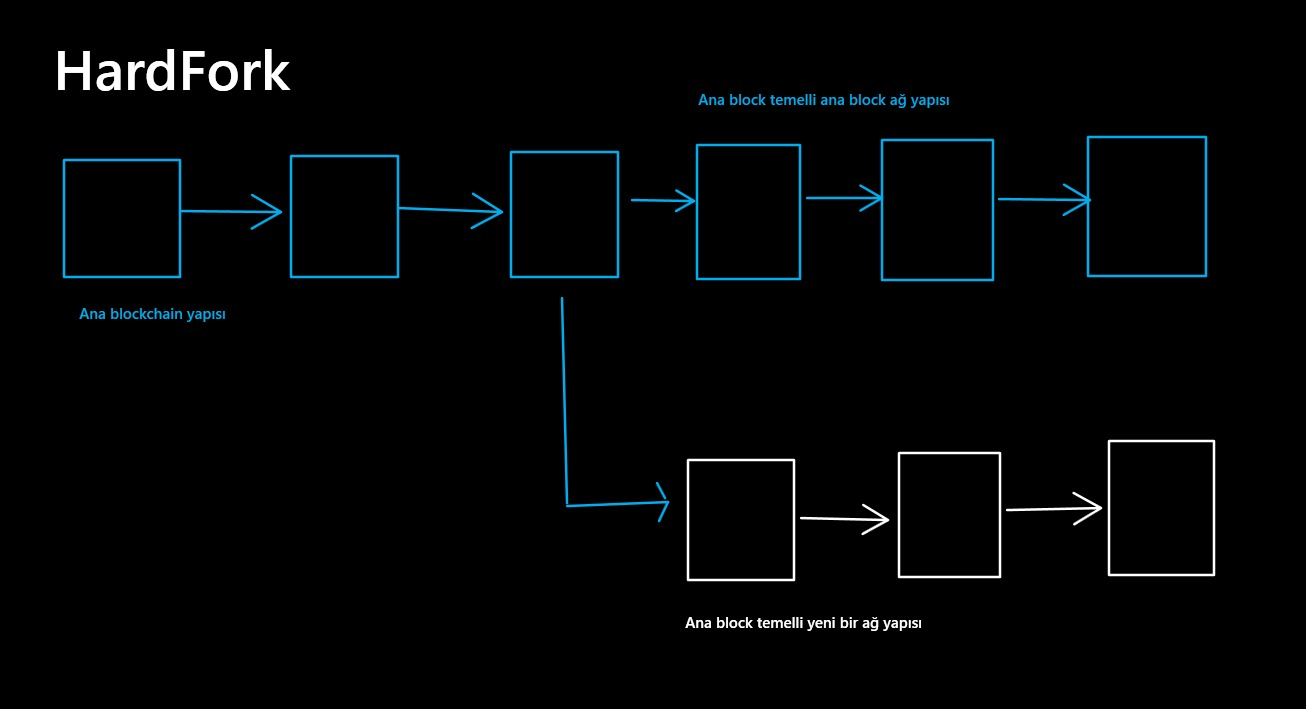 HardFork
Ana block temelli ana block ağ yapısı
Ana blockchain yapısı
Ana block temelli yeni bir ağ yapısı